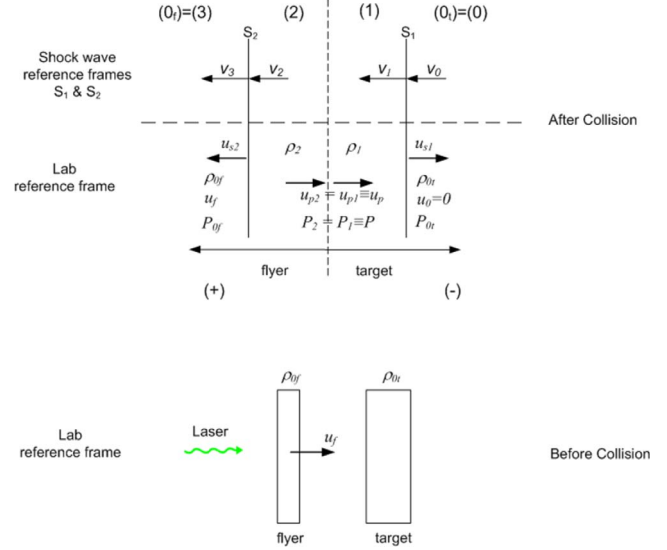 (0f)=(3) (2) (1) (0t)=(0)
S2 S1
Shock wave
reference frames
S1 & S2
v3 v2 v1 v0
After Collision
Lab
reference frame
us2 ρ2 ρ1 us1
ρ0f ρ0t
uf up2 = up1≡up u0=0
P0f P2 = P1≡P P0t
flyer target
(+) (-)
ρ0f ρ0t
Lab
reference frame
Laser
uf
Before Collision
flyer target